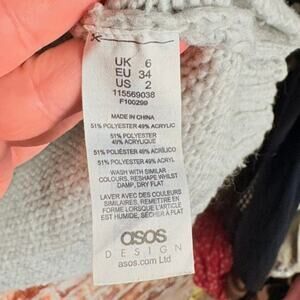 UK 6
EU 34
US 2
115569038
F100299
MADE IN CHINA
51% POLYESTER 49% ACRYLIC
51% POLYESTER 49%
ACRYLIQUE
51% POLIÉSTER 49% ACRÍLICO
51% POLYESTER 49% ACRYL
WASH WITH SIMILAR
COLOURS, RESHAPE WHILST
DAMP, DRY FLAT
LAVER AVEC DES COULEURS
SIMILAIRES, REMETTRE EN
FORME LORSQUE L'ARTICLE
EST HUMIDE, SÉCHER À PLAT
asos
DESIGN
asos.com Ltd